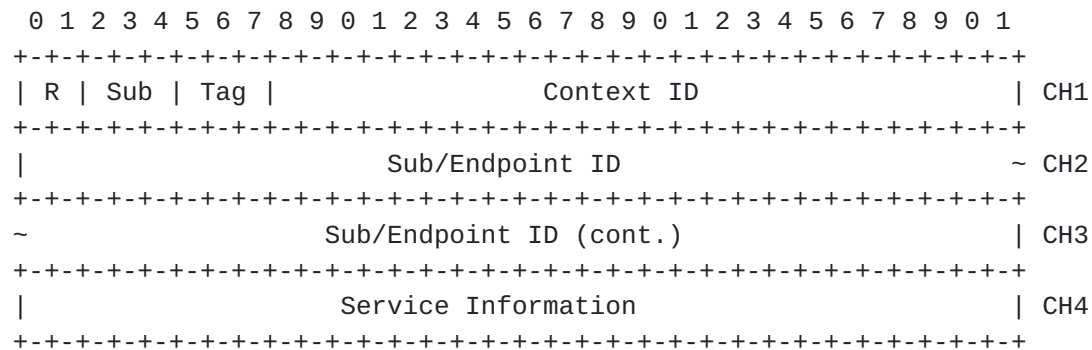 0 1 2 3 4 5 6 7 8 9 0 1 2 3 4 5 6 7 8 9 0 1 2 3 4 5 6 7 8 9 0 1
+-+-+-+-+-+-+-+-+-+-+-+-+-+-+-+-+-+-+-+-+-+-+-+-+-+-+-+-+-+-+-+-+
| R | Sub | Tag |                 Context ID                    | CH1
+-+-+-+-+-+-+-+-+-+-+-+-+-+-+-+-+-+-+-+-+-+-+-+-+-+-+-+-+-+-+-+-+
|                       Sub/Endpoint ID                         ~ CH2
+-+-+-+-+-+-+-+-+-+-+-+-+-+-+-+-+-+-+-+-+-+-+-+-+-+-+-+-+-+-+-+-+
~                   Sub/Endpoint ID (cont.)                     | CH3
+-+-+-+-+-+-+-+-+-+-+-+-+-+-+-+-+-+-+-+-+-+-+-+-+-+-+-+-+-+-+-+-+
|                    Service Information                        | CH4
+-+-+-+-+-+-+-+-+-+-+-+-+-+-+-+-+-+-+-+-+-+-+-+-+-+-+-+-+-+-+-+-+